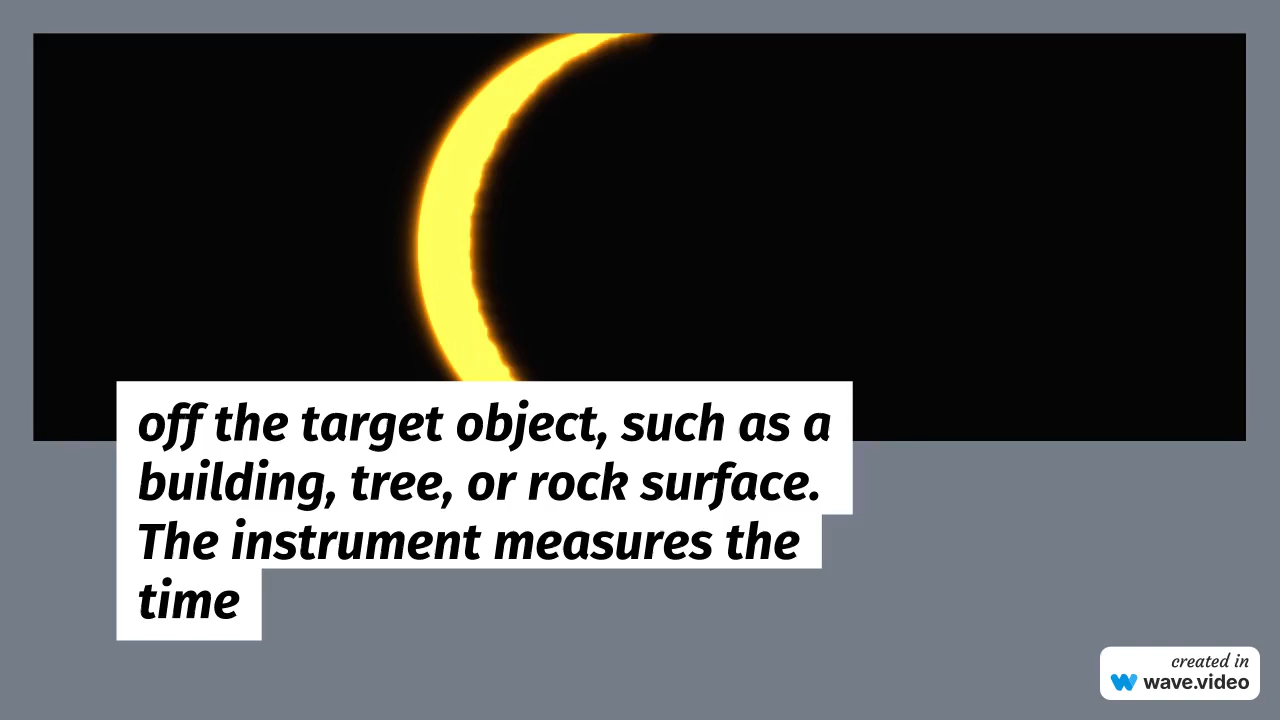 off the target object, such as a
building, tree, or rock surface.
The instrument measures the
time
created in
wave.video